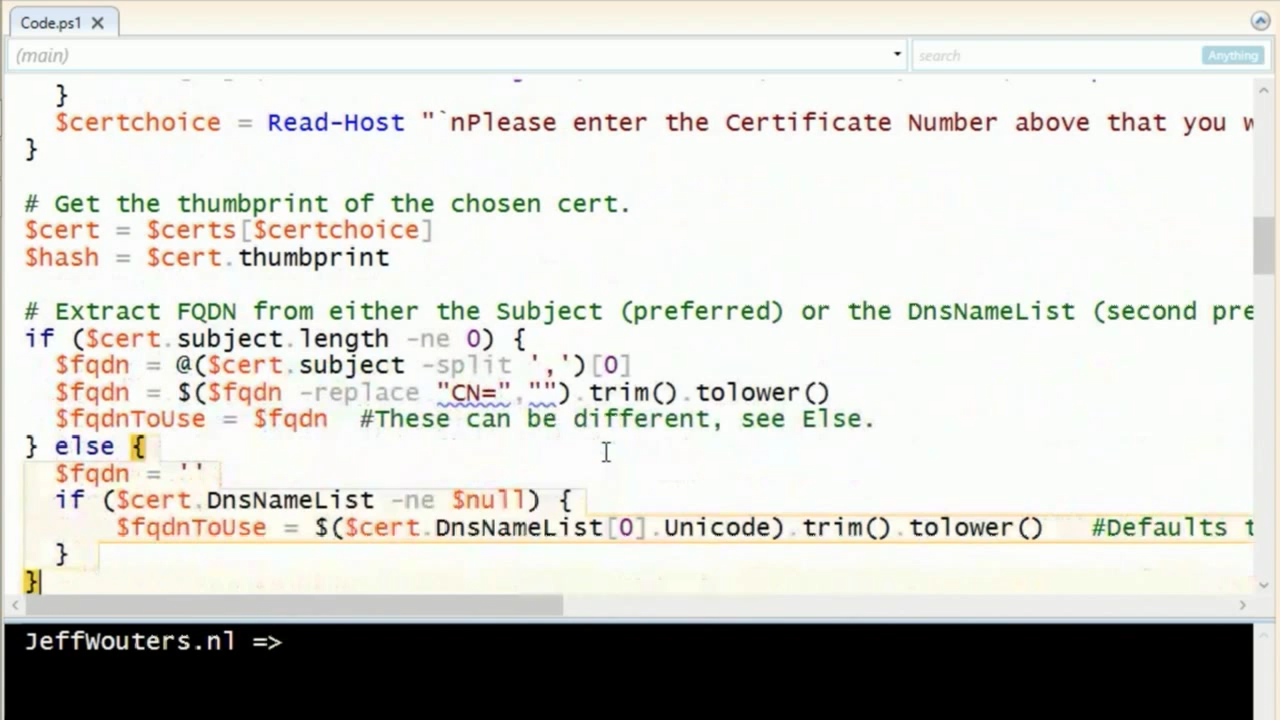 Code.ps1
(main)
search
Anything
}
$certchoice = Read-Host "`nPlease enter the Certificate Number above that you w
}
# Get the thumbprint of the chosen cert.
$cert = $certs[$certchoice]
$hash = $cert.thumbprint
# Extract FQDN from either the Subject (preferred) or the DnsNameList (second pre
if ($cert.subject.length -ne 0) {
$fqdn = @($cert.subject -split ',')[0]
$fqdn = $($fqdn -replace "CN=","").trim().tolower()
$fqdnToUse = $fqdn #These can be different, see Else.
} else {
$fqdn = ''
if ($cert.DnsNameList -ne $null) {
$fqdnToUse = $($cert.DnsNameList[0].Unicode).trim().tolower() #Defaults t
}
}
JeffWouters.nl =>